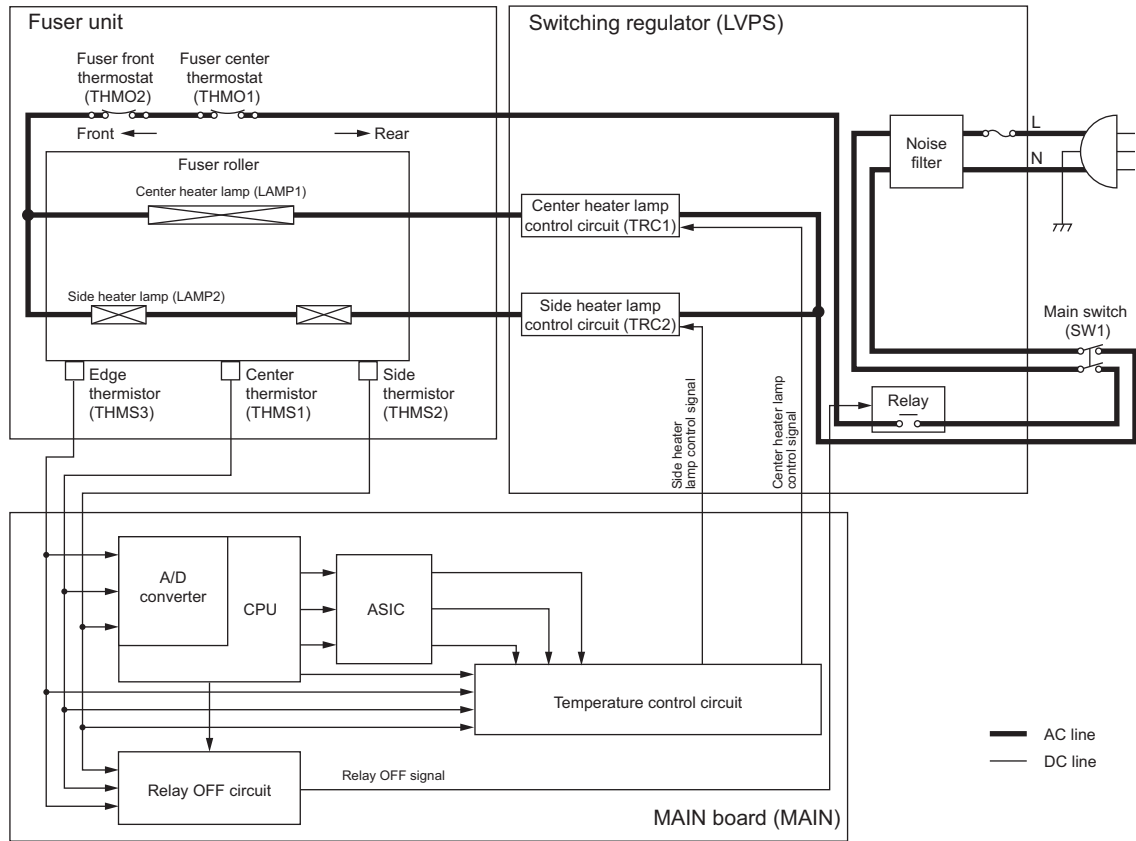 Fuser unit
Switching regulator (LVPS)
Fuser front
thermostat
(THMO2)
Fuser center
thermostat
(THMO1)
Front
Rear
Fuser roller
Center heater lamp (LAMP1)
Side heater lamp (LAMP2)
Center heater lamp
control circuit (TRC1)
Side heater lamp
control circuit (TRC2)
Noise
filter
L
N
Main switch
(SW1)
Relay
Edge
thermistor
(THMS3)
Center
thermistor
(THMS1)
Side
thermistor
(THMS2)
Side heater
lamp control signal
Center heater lamp
control signal
A/D
converter
CPU
ASIC
Temperature control circuit
Relay OFF circuit
Relay OFF signal
MAIN board (MAIN)
AC line
DC line